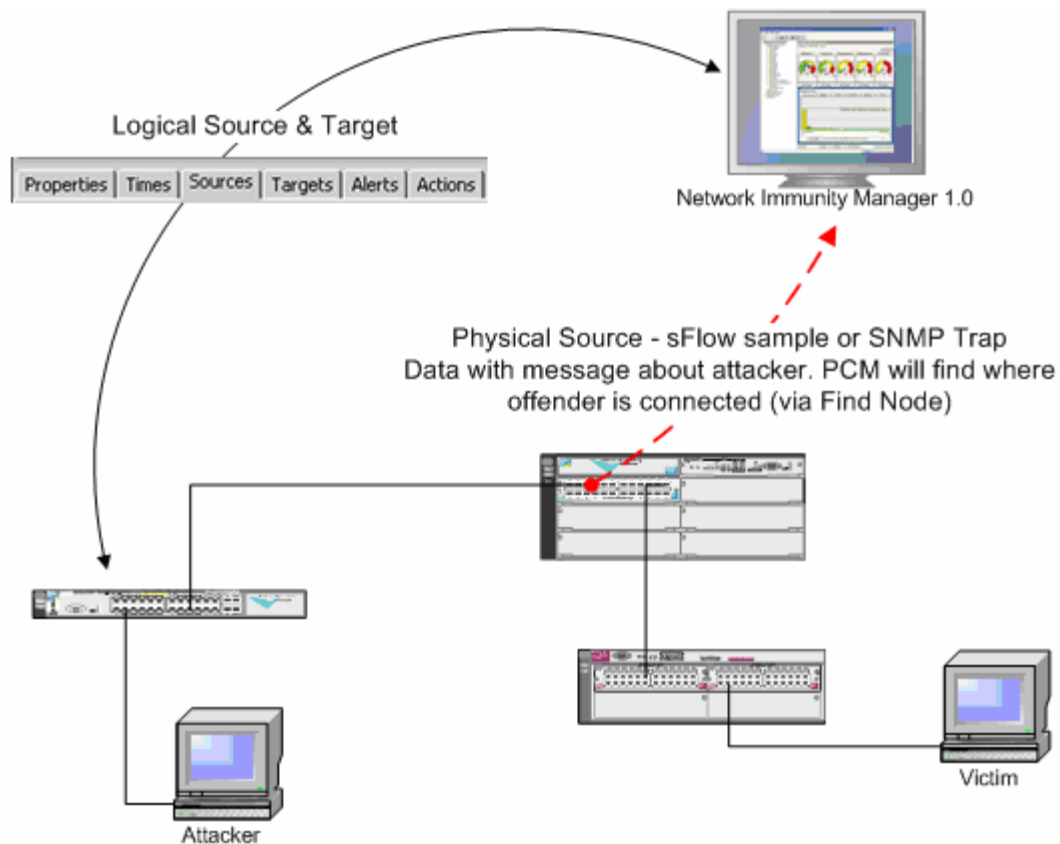 Logical Source & Target
Properties Times Sources Targets Alerts Actions
Network Immunity Manager 1.0
Physical Source - sFlow sample or SNMP Trap
Data with message about attacker. PCM will find where
offender is connected (via Find Node)
Attacker
Victim